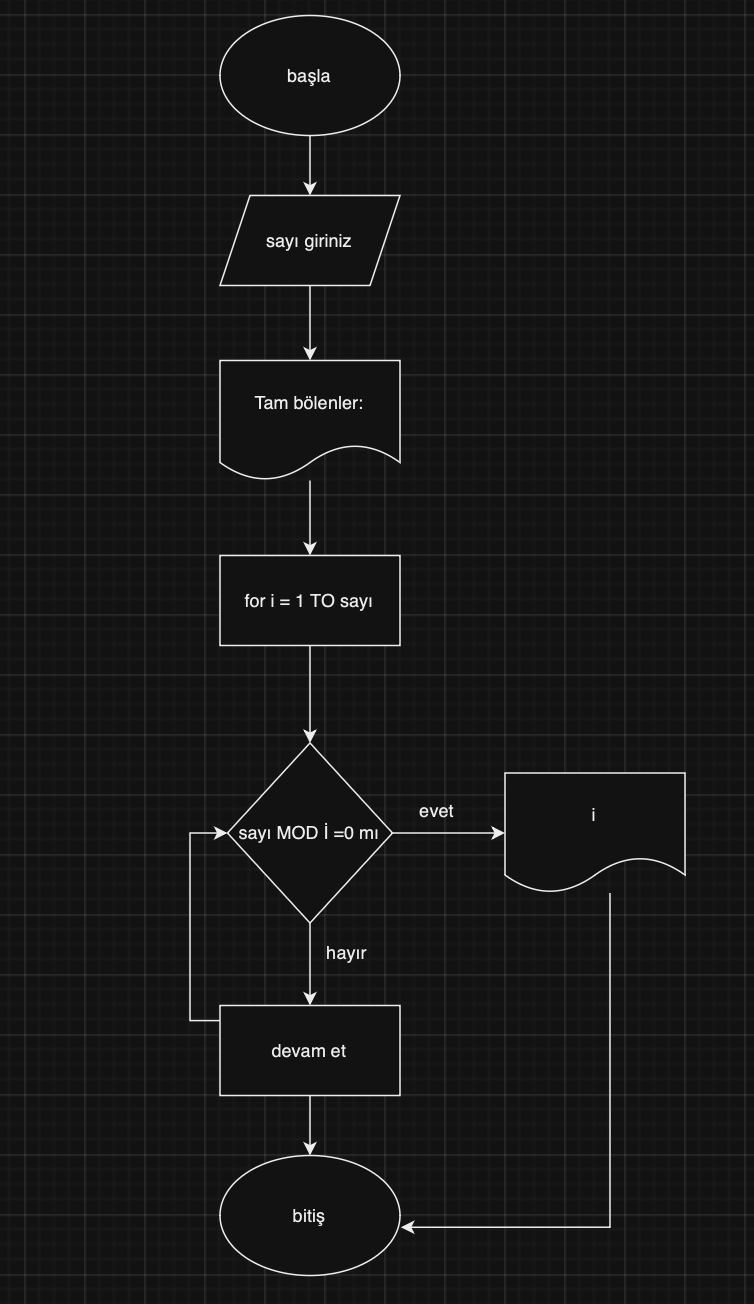 başla
sayı giriniz
Tam bölenler:
for i = 1 TO sayı
sayı MOD İ =0 mı
evet
i
hayır
devam et
bitiş